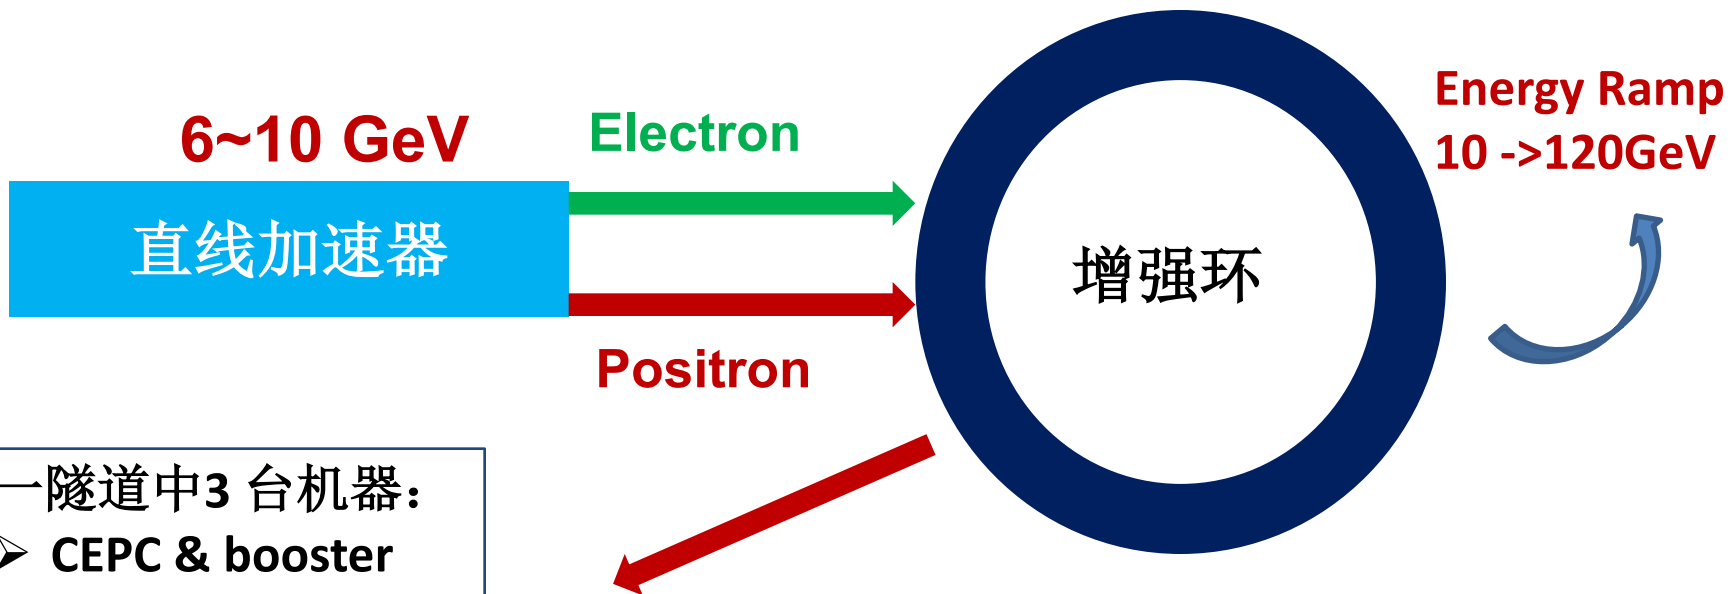 6~10 GeV
直线加速器
Electron
Positron
增强环
Energy Ramp
10 ->120GeV
一隧道中3 台机器：
➢ CEPC & booster